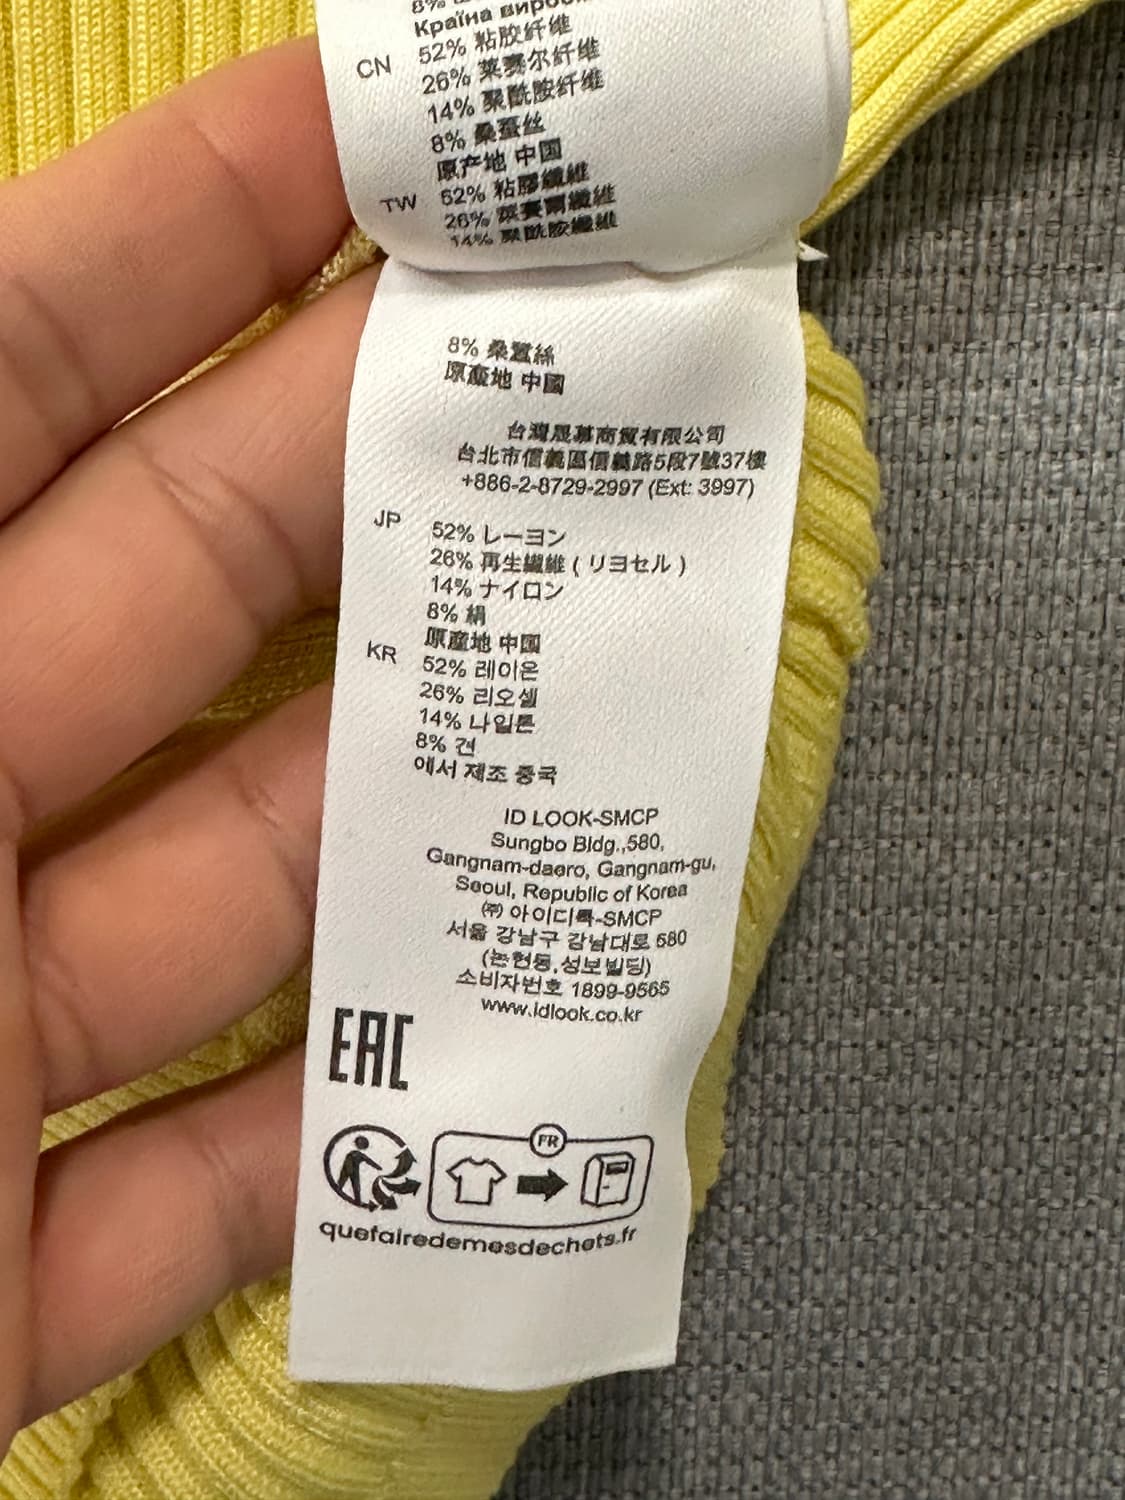 8%
Країна
CN 52% 粘胶纤维
26% 莱赛尔纤维
14% 聚酰胺纤维
8% 桑蚕丝
原产地 中国
TW 52% 粘膠纖維
26% 萊賽爾纖維
14% 聚酰胺纖維
8% 桑蠶絲
原產地 中國
台灣晟慕商貿有限公司
台北市信義區信義路5段7號37樓
+886-2-8729-2997 (Ext: 3997)
JP 52% レーヨン
26% 再生繊維 ( リヨセル )
14% ナイロン
8% 絹
原産地 中国
KR 52% 레이온
26% 리오셀
14% 나일론
8% 견
에서 제조 중국
ID LOOK-SMCP
Sungbo Bldg.,580,
Gangnam-daero, Gangnam-gu,
Seoul, Republic of Korea
㈜ 아이디룩-SMCP
서울 강남구 강남대로 580
(논현동,성보빌딩)
소비자번호 1899-9565
www.idlook.co.kr
EAC
FR
quefairedemesdechets.fr